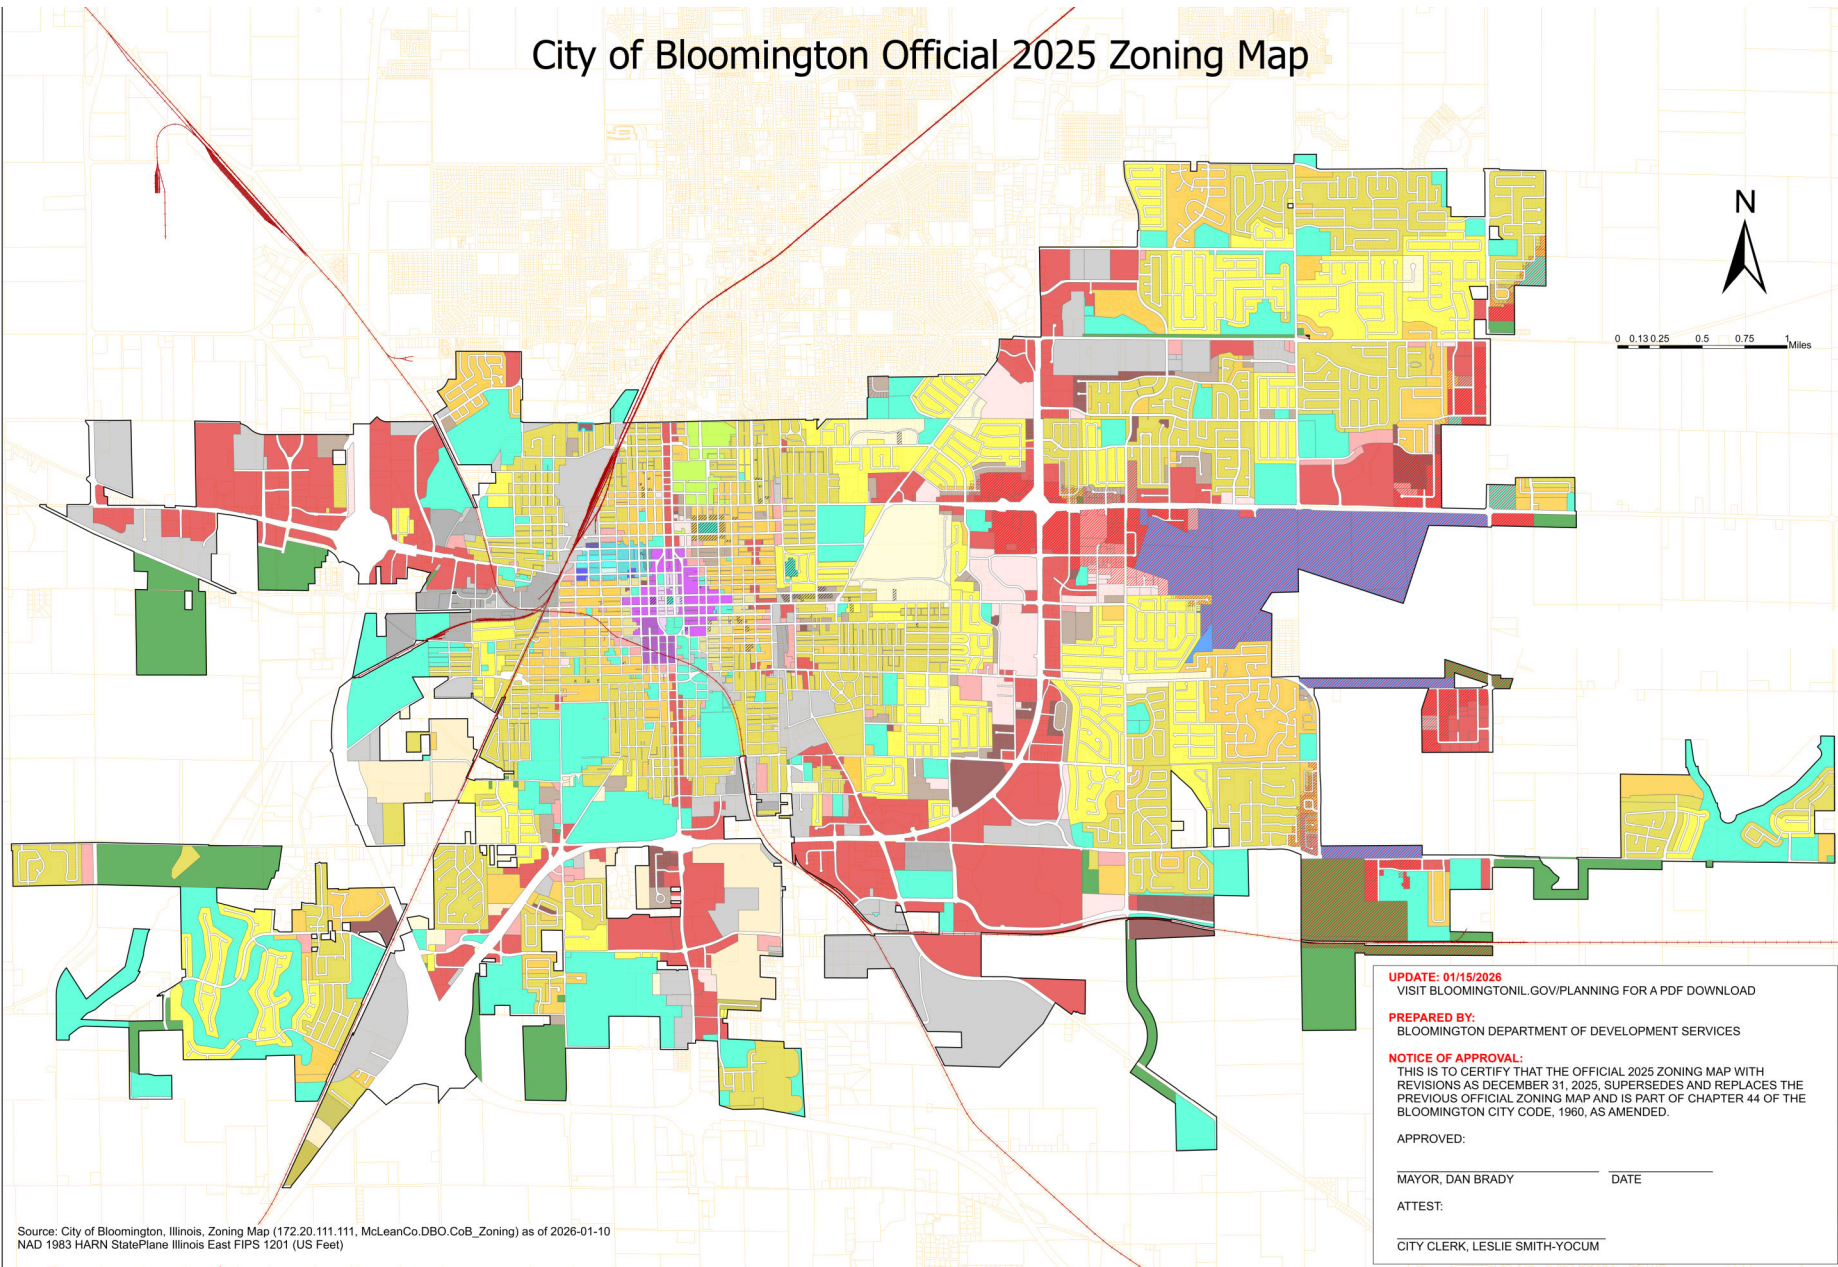 City of Bloomington Official 2025 Zoning Map
N
0 0.13 0.25 0.5 0.75 1
Miles
UPDATE: 01/15/2026
VISIT BLOOMINGTONIL.GOV/PLANNING FOR A PDF DOWNLOAD
PREPARED BY:
BLOOMINGTON DEPARTMENT OF DEVELOPMENT SERVICES
NOTICE OF APPROVAL:
THIS IS TO CERTIFY THAT THE OFFICIAL 2025 ZONING MAP WITH
REVISIONS AS DECEMBER 31, 2025, SUPERSEDES AND REPLACES THE
PREVIOUS OFFICIAL ZONING MAP AND IS PART OF CHAPTER 44 OF THE
BLOOMINGTON CITY CODE, 1960, AS AMENDED.
APPROVED:
MAYOR, DAN BRADY DATE
ATTEST:
CITY CLERK, LESLIE SMITH-YOCUM
Source: City of Bloomington, Illinois, Zoning Map (172.20.111.111, McLeanCo.DBO.CoB_Zoning) as of 2026-01-10
NAD 1983 HARN StatePlane Illinois East FIPS 1201 (US Feet)